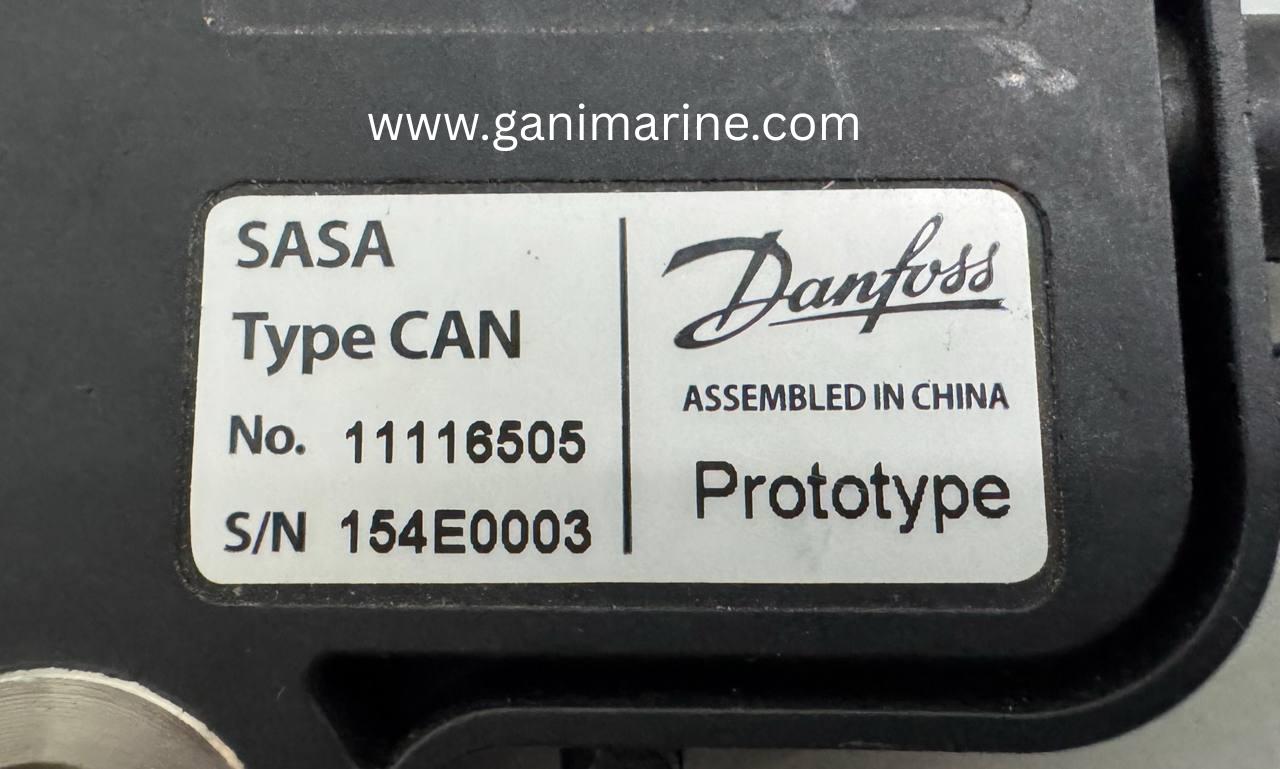 www.ganimarine.com
SASA
Type CAN
No. 11116505
S/N 154E0003
Danfoss
ASSEMBLED IN CHINA
Prototype